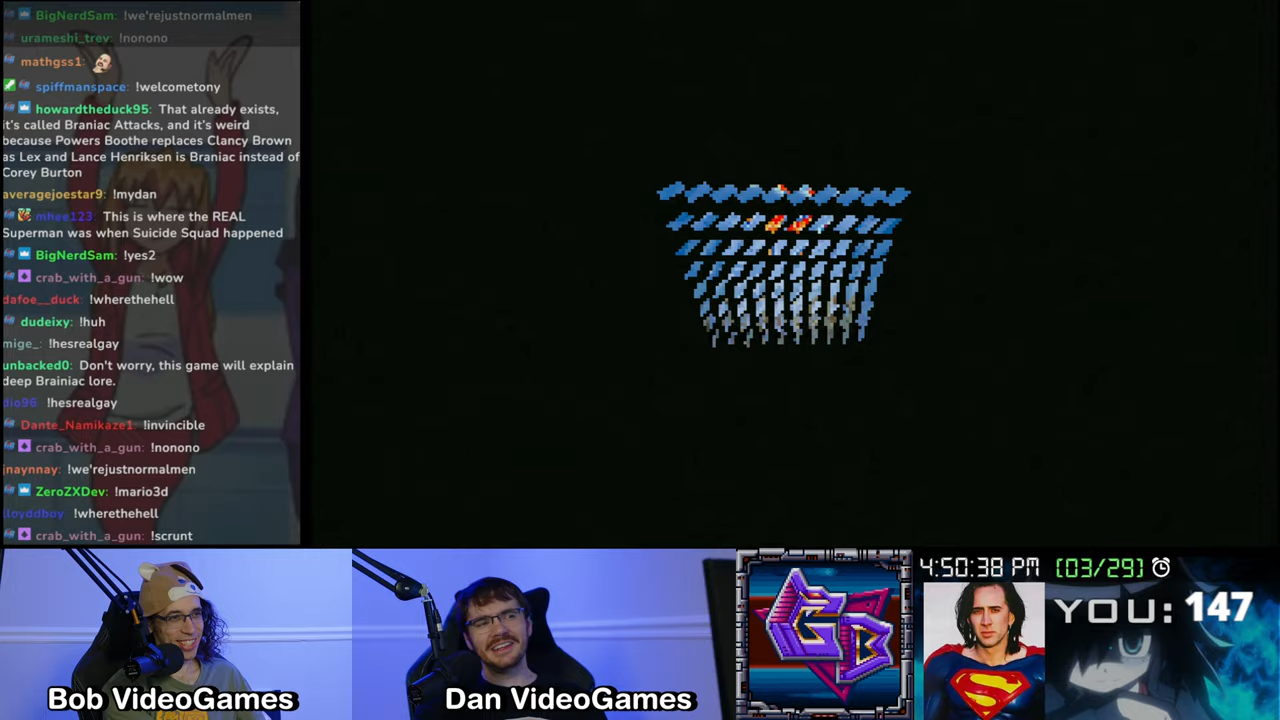 BigNerdSam: !we'rejustnormalmen
urameshi_trev: !nonono
mathgss1:
spiffmanspace: !welcometony
howardtheduck95: That already exists,
it's called Braniac Attacks, and it's weird
because Powers Boothe replaces Clancy Brown
as Lex and Lance Henriksen is Braniac instead of
Corey Burton
averagejoestar9: !mydan
mhee123: This is where the REAL
Superman was when Suicide Squad happened
BigNerdSam: !yes2
crab_with_a_gun: !wow
dafoe__duck: !wherethehell
dudeixy: !huh
mige_: !hesrealgay
unbacked0: Don't worry, this game will explain
deep Brainiac lore.
dio96 !hesrealgay
Dante_Namikaze1: !invincible
crab_with_a_gun: !nonono
jnaynnay: !we'rejustnormalmen
ZeroZXDev: !mario3d
lloyddboy: !wherethehell
crab_with_a_gun: !scrunt
Bob VideoGames
Dan VideoGames
GB
4:50:38 PM [03/29]
YOU: 147